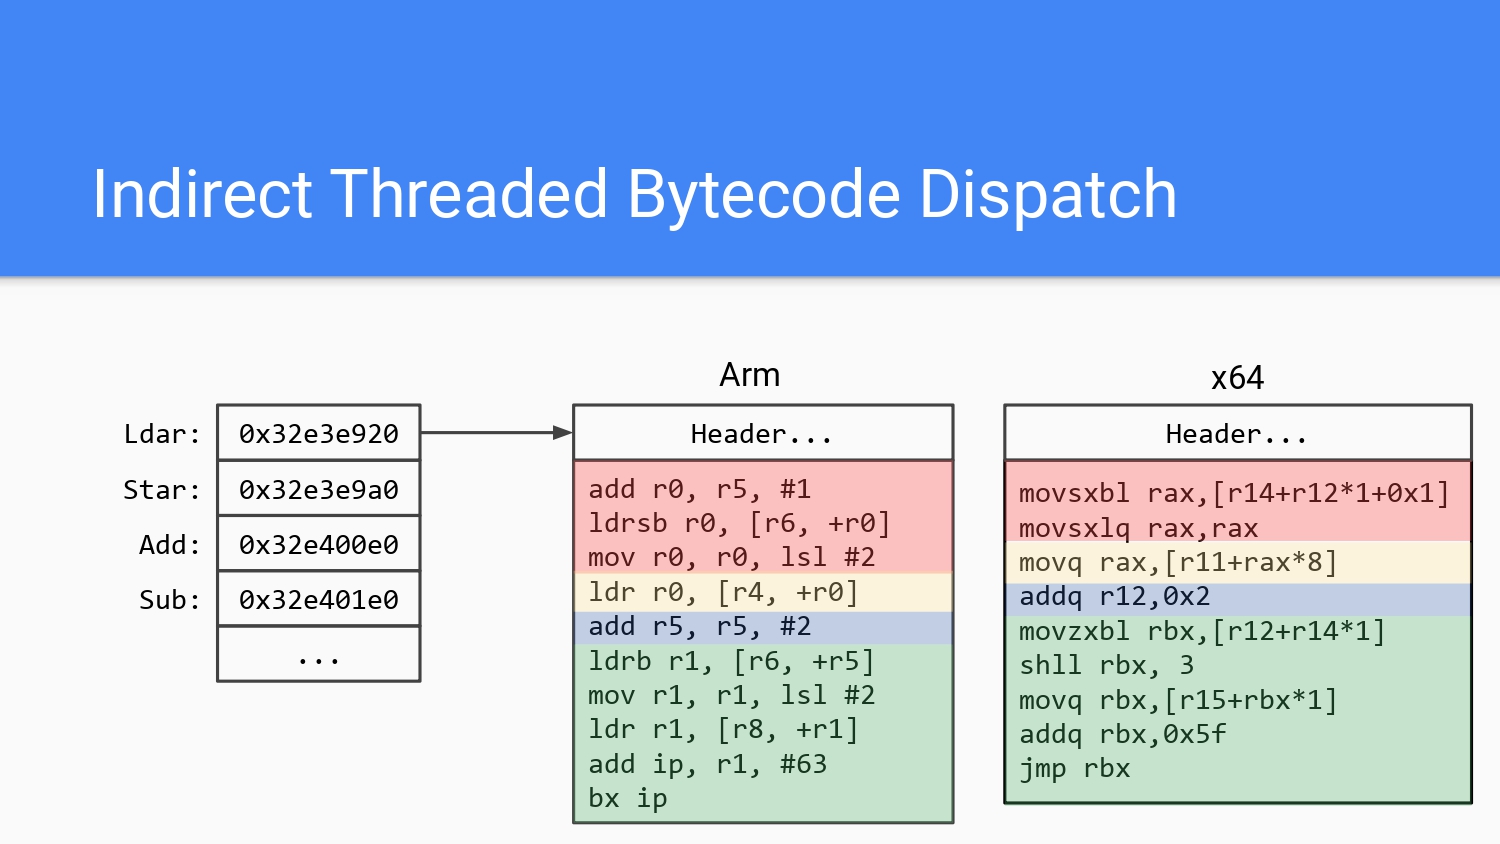 Indirect Threaded Bytecode Dispatch
Ldar: 0x32e3e920
Star: 0x32e3e9a0
Add: 0x32e400e0
Sub: 0x32e401e0
...
Arm
Header...
add r0, r5, #1
ldrsb r0, [r6, +r0]
mov r0, r0, lsl #2
ldr r0, [r4, +r0]
add r5, r5, #2
ldrb r1, [r6, +r5]
mov r1, r1, lsl #2
ldr r1, [r8, +r1]
add ip, r1, #63
bx ip
x64
Header...
movsxbl rax,[r14+r12*1+0x1]
movsxlq rax,rax
movq rax,[r11+rax*8]
addq r12,0x2
movzxbl rbx,[r12+r14*1]
shll rbx, 3
movq rbx,[r15+rbx*1]
addq rbx,0x5f
jmp rbx